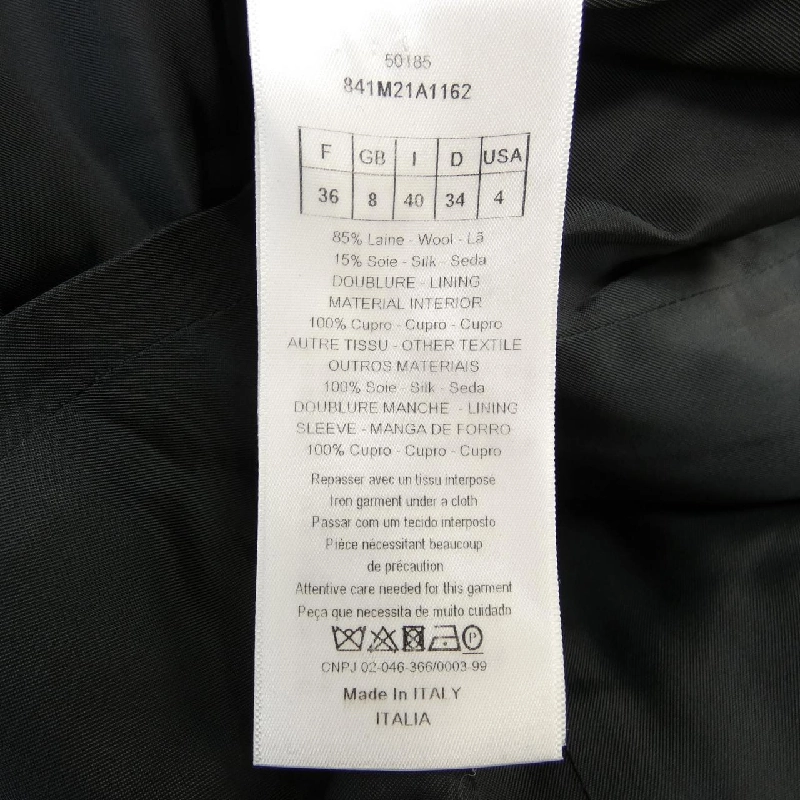 50185
841M21A1162
F GB I D USA
36 8 40 34 4
85% Laine - Wool - Lã
15% Soie - Silk - Seda
DOUBLURE - LINING
MATERIAL INTERIOR
100% Cupro - Cupro - Cupro
AUTRE TISSU - OTHER TEXTILE
OUTROS MATERIAIS
100% Soie - Silk - Seda
DOUBLURE MANCHE - LINING
SLEEVE - MANGA DE FORRO
100% Cupro - Cupro - Cupro
Repasser avec un tissu interposé
Iron garment under a cloth
Passar com um tecido interposto
Pièce nécessitant beaucoup
de précaution
Attentive care needed for this garment
Peça que necessita de muito cuidado
P
CNPJ 02-046-366/0003-99
Made In ITALY
ITALIA